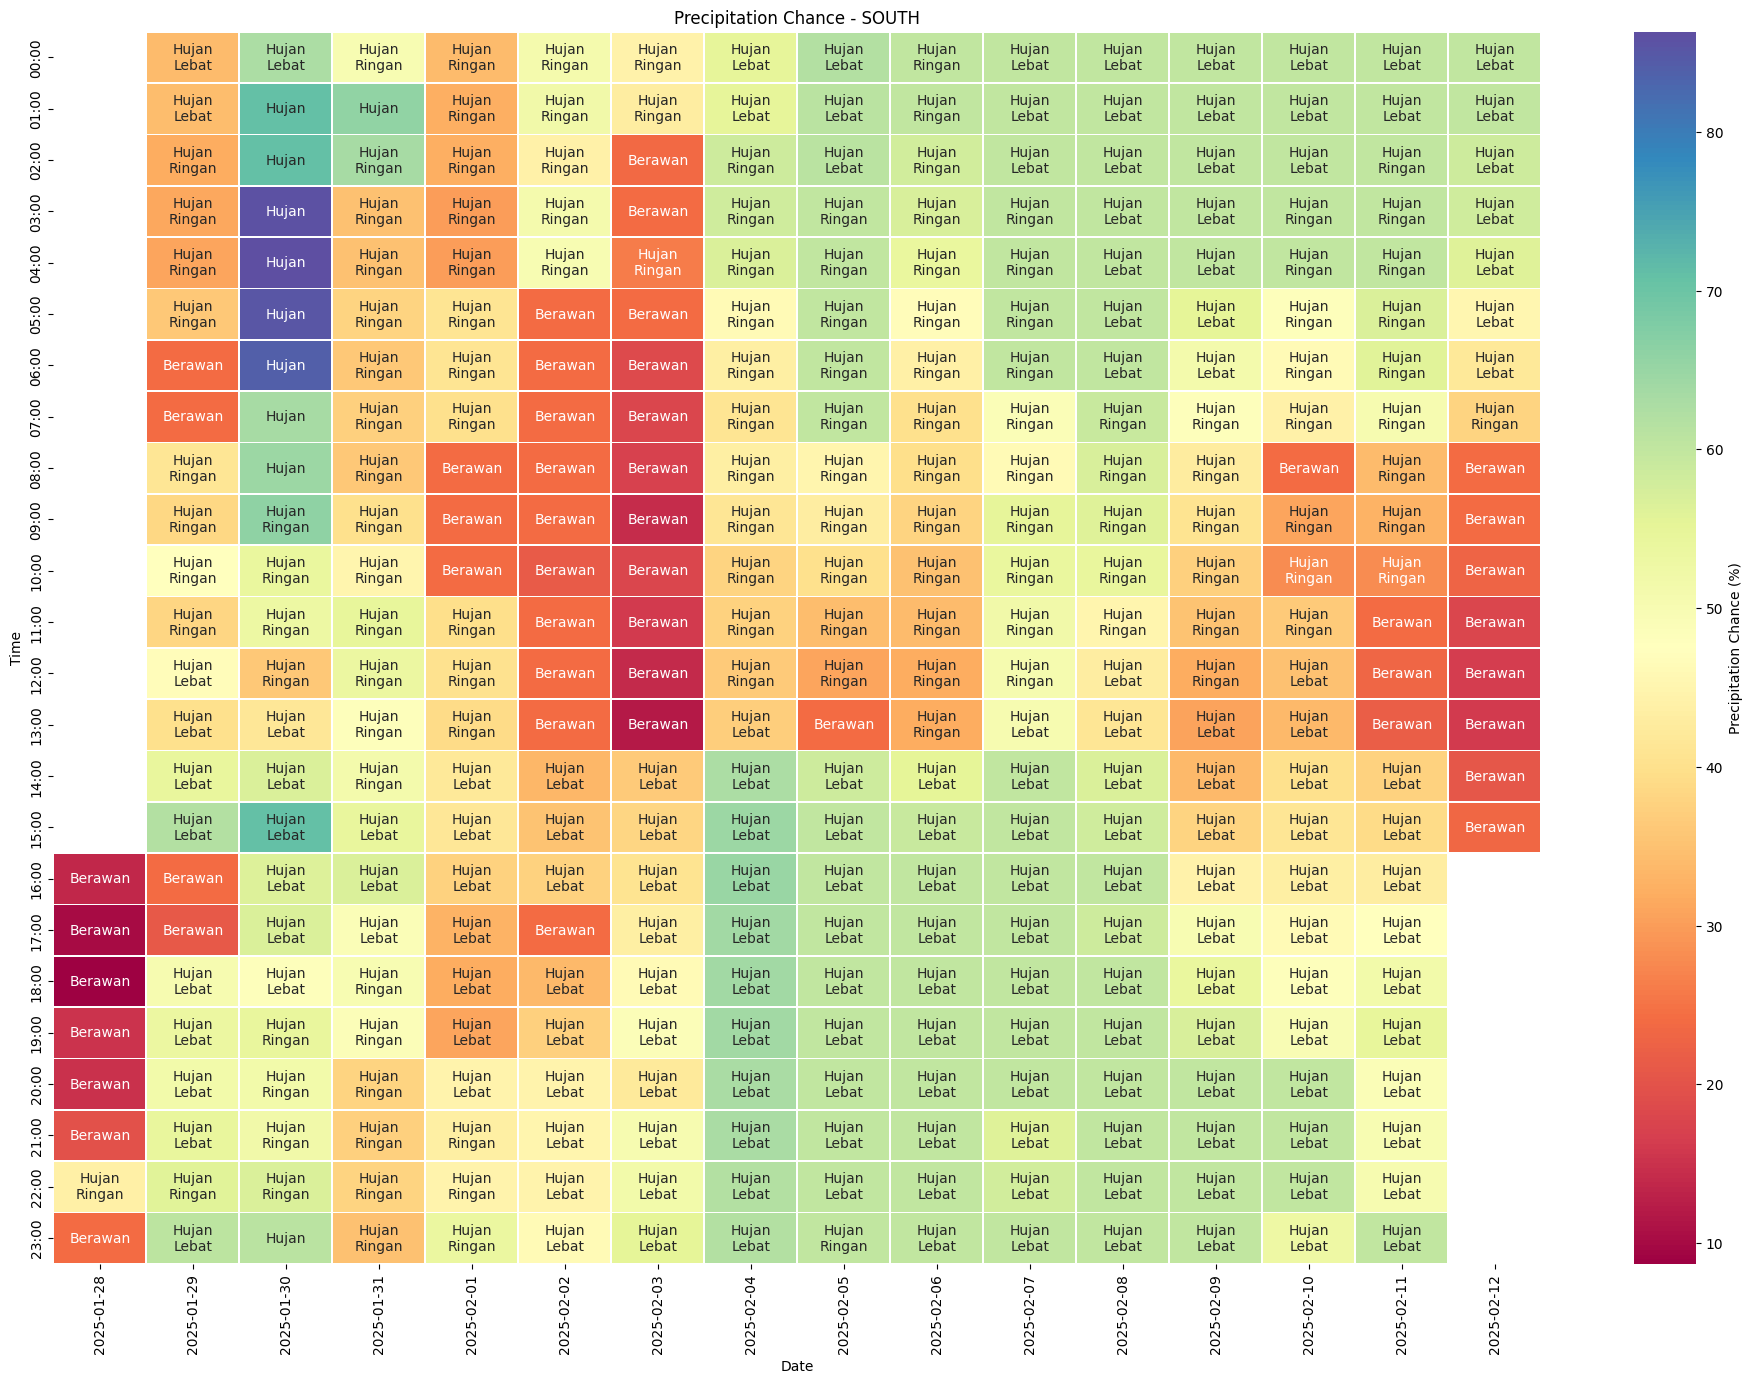 Precipitation Chance - SOUTH
00:00 Hujan Lebat Hujan Lebat Hujan Ringan Hujan Ringan Hujan Ringan Hujan Ringan Hujan Lebat Hujan Lebat Hujan Ringan Hujan Lebat Hujan Lebat Hujan Lebat Hujan Lebat Hujan Lebat Hujan Lebat
01:00 Hujan Lebat Hujan Hujan Hujan Ringan Hujan Ringan Hujan Ringan Hujan Lebat Hujan Lebat Hujan Ringan Hujan Lebat Hujan Lebat Hujan Lebat Hujan Lebat Hujan Lebat Hujan Lebat
02:00 Hujan Ringan Hujan Hujan Ringan Hujan Ringan Hujan Ringan Berawan Hujan Ringan Hujan Lebat Hujan Ringan Hujan Lebat Hujan Lebat Hujan Lebat Hujan Lebat Hujan Ringan Hujan Lebat
03:00 Hujan Ringan Hujan Hujan Ringan Hujan Ringan Hujan Ringan Berawan Hujan Ringan Hujan Ringan Hujan Ringan Hujan Ringan Hujan Lebat Hujan Lebat Hujan Ringan Hujan Ringan Hujan Lebat
04:00 Hujan Ringan Hujan Hujan Ringan Hujan Ringan Hujan Ringan Hujan Ringan Hujan Ringan Hujan Ringan Hujan Ringan Hujan Ringan Hujan Lebat Hujan Lebat Hujan Ringan Hujan Ringan Hujan Lebat
05:00 Hujan Ringan Hujan Hujan Ringan Hujan Ringan Berawan Berawan Hujan Ringan Hujan Ringan Hujan Ringan Hujan Ringan Hujan Lebat Hujan Lebat Hujan Ringan Hujan Ringan Hujan Lebat
06:00 Berawan Hujan Hujan Ringan Hujan Ringan Berawan Berawan Hujan Ringan Hujan Ringan Hujan Ringan Hujan Ringan Hujan Lebat Hujan Lebat Hujan Ringan Hujan Ringan Hujan Lebat
07:00 Berawan Hujan Hujan Ringan Hujan Ringan Berawan Berawan Hujan Ringan Hujan Ringan Hujan Ringan Hujan Ringan Hujan Ringan Hujan Ringan Hujan Ringan Hujan Ringan Hujan Ringan
08:00 Hujan Ringan Hujan Hujan Ringan Berawan Berawan Berawan Hujan Ringan Hujan Ringan Hujan Ringan Hujan Ringan Hujan Ringan Hujan Ringan Berawan Hujan Ringan Berawan
09:00 Hujan Ringan Hujan Ringan Hujan Ringan Berawan Berawan Berawan Hujan Ringan Hujan Ringan Hujan Ringan Hujan Ringan Hujan Ringan Hujan Ringan Hujan Ringan Hujan Ringan Berawan
10:00 Hujan Ringan Hujan Ringan Hujan Ringan Berawan Berawan Berawan Hujan Ringan Hujan Ringan Hujan Ringan Hujan Ringan Hujan Ringan Hujan Ringan Hujan Ringan Hujan Ringan Berawan
11:00 Hujan Ringan Hujan Ringan Hujan Ringan Hujan Ringan Berawan Berawan Hujan Ringan Hujan Ringan Hujan Ringan Hujan Ringan Hujan Ringan Hujan Ringan Hujan Ringan Berawan Berawan
12:00 Hujan Lebat Hujan Ringan Hujan Ringan Hujan Ringan Berawan Berawan Hujan Ringan Hujan Ringan Hujan Ringan Hujan Ringan Hujan Lebat Hujan Ringan Hujan Lebat Berawan Berawan
13:00 Hujan Lebat Hujan Lebat Hujan Ringan Hujan Ringan Berawan Berawan Hujan Lebat Berawan Hujan Ringan Hujan Lebat Hujan Lebat Hujan Lebat Hujan Lebat Berawan Berawan
14:00 Hujan Lebat Hujan Lebat Hujan Ringan Hujan Lebat Hujan Lebat Hujan Lebat Hujan Lebat Hujan Lebat Hujan Lebat Hujan Lebat Hujan Lebat Hujan Lebat Hujan Lebat Hujan Lebat Berawan
15:00 Hujan Lebat Hujan Lebat Hujan Lebat Hujan Lebat Hujan Lebat Hujan Lebat Hujan Lebat Hujan Lebat Hujan Lebat Hujan Lebat Hujan Lebat Hujan Lebat Hujan Lebat Hujan Lebat Berawan
16:00 Berawan Berawan Hujan Lebat Hujan Lebat Hujan Lebat Hujan Lebat Hujan Lebat Hujan Lebat Hujan Lebat Hujan Lebat Hujan Lebat Hujan Lebat Hujan Lebat Hujan Lebat Hujan Lebat
17:00 Berawan Berawan Hujan Lebat Hujan Lebat Hujan Lebat Berawan Hujan Lebat Hujan Lebat Hujan Lebat Hujan Lebat Hujan Lebat Hujan Lebat Hujan Lebat Hujan Lebat Hujan Lebat
18:00 Berawan Hujan Lebat Hujan Lebat Hujan Ringan Hujan Lebat Hujan Lebat Hujan Lebat Hujan Lebat Hujan Lebat Hujan Lebat Hujan Lebat Hujan Lebat Hujan Lebat Hujan Lebat Hujan Lebat
19:00 Berawan Hujan Lebat Hujan Ringan Hujan Ringan Hujan Lebat Hujan Lebat Hujan Lebat Hujan Lebat Hujan Lebat Hujan Lebat Hujan Lebat Hujan Lebat Hujan Lebat Hujan Lebat Hujan Lebat
20:00 Berawan Hujan Lebat Hujan Ringan Hujan Ringan Hujan Lebat Hujan Lebat Hujan Lebat Hujan Lebat Hujan Lebat Hujan Lebat Hujan Lebat Hujan Lebat Hujan Lebat Hujan Lebat Hujan Lebat
21:00 Berawan Hujan Lebat Hujan Ringan Hujan Ringan Hujan Ringan Hujan Lebat Hujan Lebat Hujan Lebat Hujan Lebat Hujan Lebat Hujan Lebat Hujan Lebat Hujan Lebat Hujan Lebat Hujan Lebat
22:00 Hujan Ringan Hujan Ringan Hujan Ringan Hujan Ringan Hujan Ringan Hujan Lebat Hujan Lebat Hujan Lebat Hujan Lebat Hujan Lebat Hujan Lebat Hujan Lebat Hujan Lebat Hujan Lebat Hujan Lebat
23:00 Berawan Hujan Lebat Hujan Hujan Ringan Hujan Ringan Hujan Lebat Hujan Lebat Hujan Lebat Hujan Ringan Hujan Lebat Hujan Lebat Hujan Lebat Hujan Lebat Hujan Lebat Hujan Lebat
Time
2025-01-28 2025-01-29 2025-01-30 2025-01-31 2025-02-01 2025-02-02 2025-02-03 2025-02-04 2025-02-05 2025-02-06 2025-02-07 2025-02-08 2025-02-09 2025-02-10 2025-02-11 2025-02-12
Date
80
70
60
50
40
30
20
10
Precipitation Chance (%)